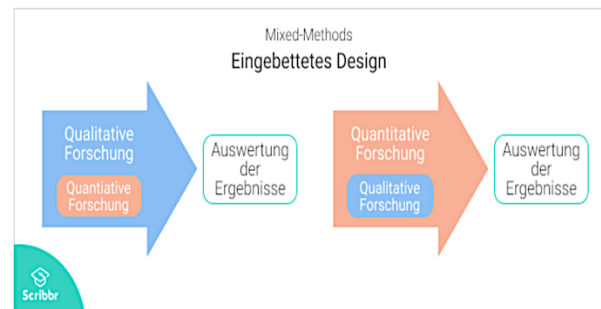 Mixed-Methods
Eingebettetes Design
Qualitative
Forschung
Quantiative
Forschung
Auswertung
der
Ergebnisse
Quantitative
Forschung
Qualitative
Forschung
Auswertung
der
Ergebnisse
Scribbr